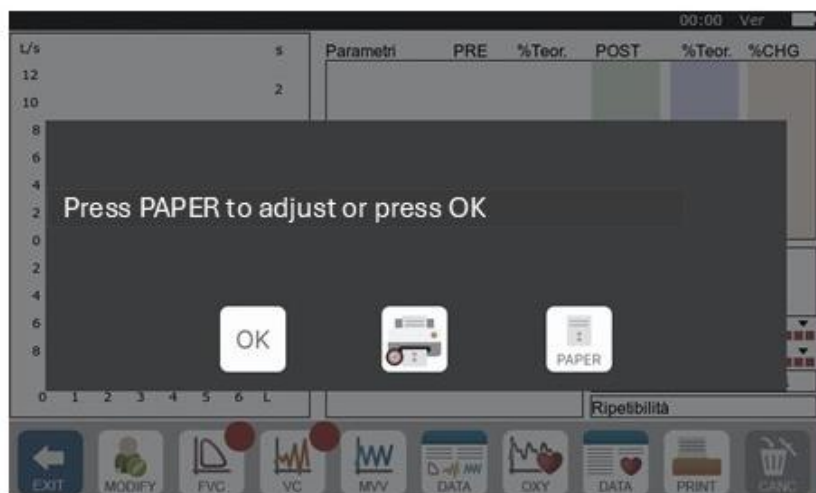 00:00 Ver
L/s s
Parametri PRE %Teor. POST %Teor. %CHG
12
2
10
8
6
4
2
Press PAPER to adjust or press OK
0
2
4
6
8
OK
PAPER
0 1 2 3 4 5 6 L
Ripetibilità
EXIT MODIFY FVC VC MVV DATA OXY DATA PRINT CANC